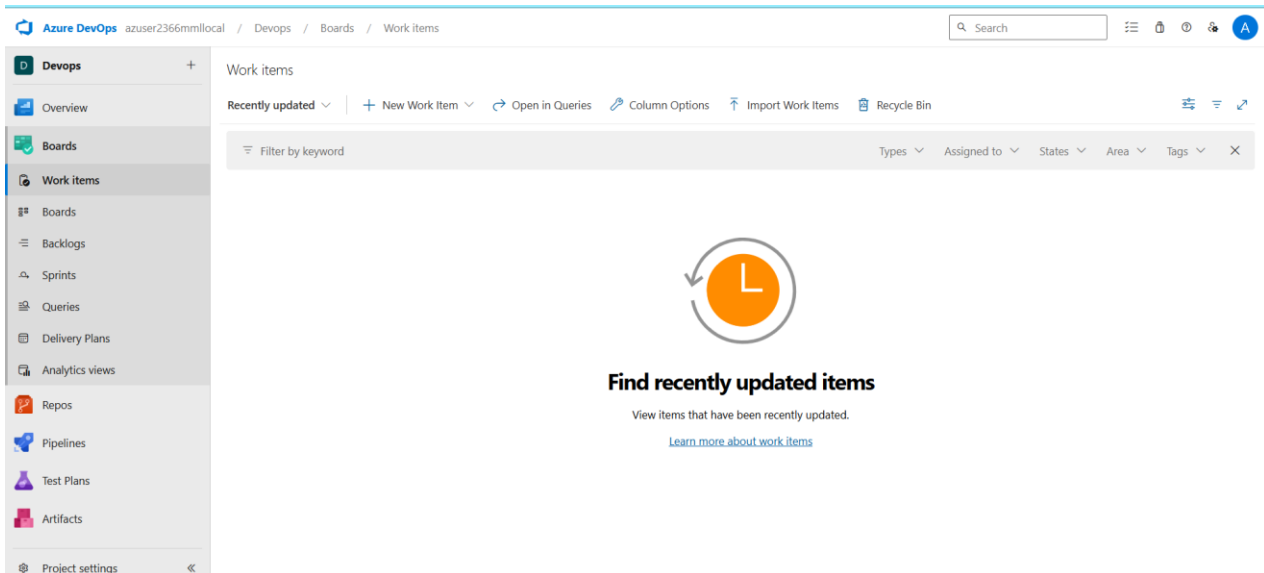 Azure DevOps azuser2366mmllocal / Devops / Boards / Work items Search A
D Devops +
Overview
Boards
Work items
Boards
Backlogs
Sprints
Queries
Delivery Plans
Analytics views
Repos
Pipelines
Test Plans
Artifacts
Project settings
Work items
Recently updated New Work Item Open in Queries Column Options Import Work Items Recycle Bin
Filter by keyword Types Assigned to States Area Tags
Find recently updated items
View items that have been recently updated.
Learn more about work items